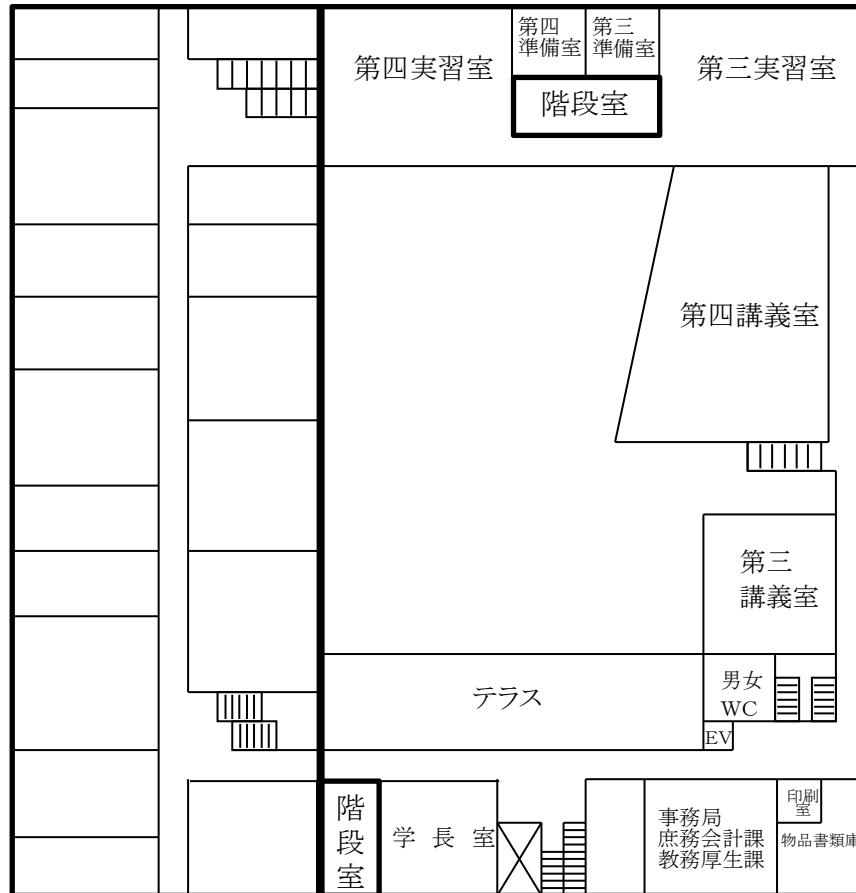 第四
準備室
第三
準備室
第四実習室
第三実習室
階段室
第四講義室
第三
講義室
テラス
男女
WC
EV
階
段
室
学 長 室
事務局
庶務会計課
教務厚生課
印刷
室
物品書類庫